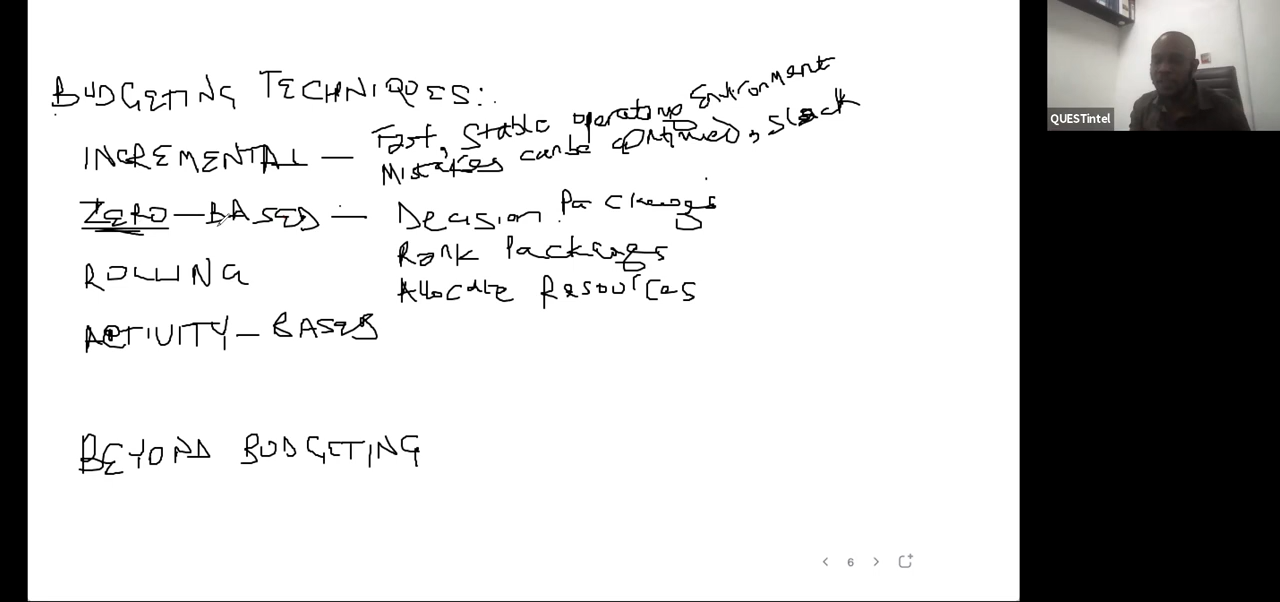 BUDGETING TECHNIQUES:
INCREMENTAL — Fast, Stable operating Environment
Mistakes can be continued, slack
ZERO-BASED — Decision Packages
Rank Packages
ROLLING
Allocate Resources
ACTIVITY-BASED
BEYOND BUDGETING
6
QUESTintel